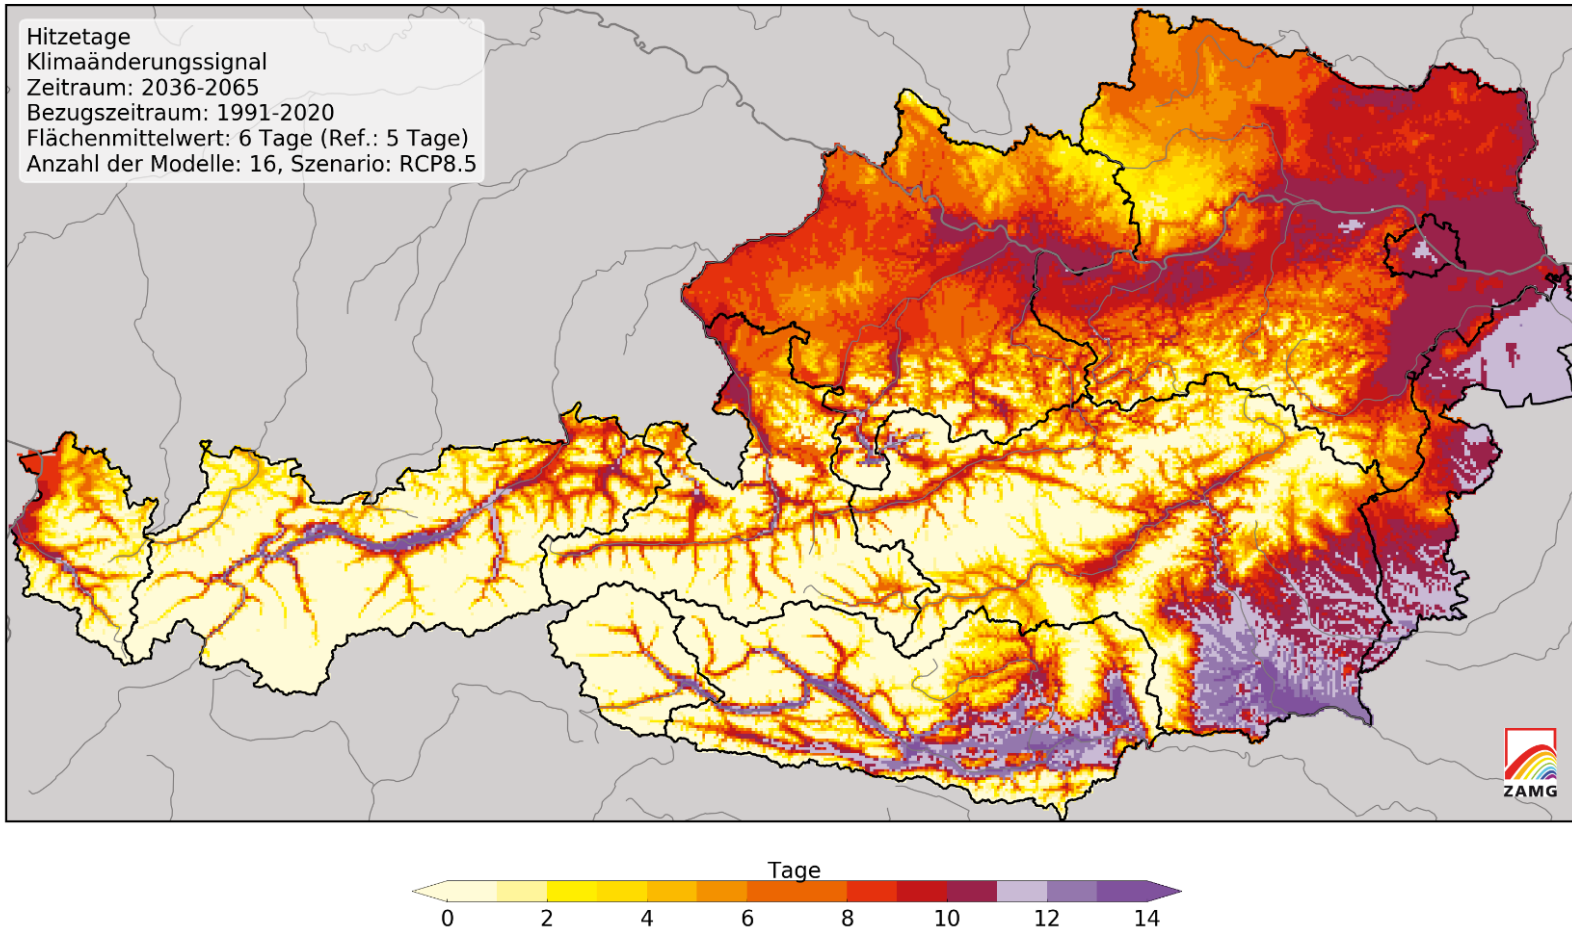 Hitzetage
Klimaänderungssignal
Zeitraum: 2036-2065
Bezugszeitraum: 1991-2020
Flächenmittelwert: 6 Tage (Ref.: 5 Tage)
Anzahl der Modelle: 16, Szenario: RCP8.5
ZAMG
Tage
0 2 4 6 8 10 12 14